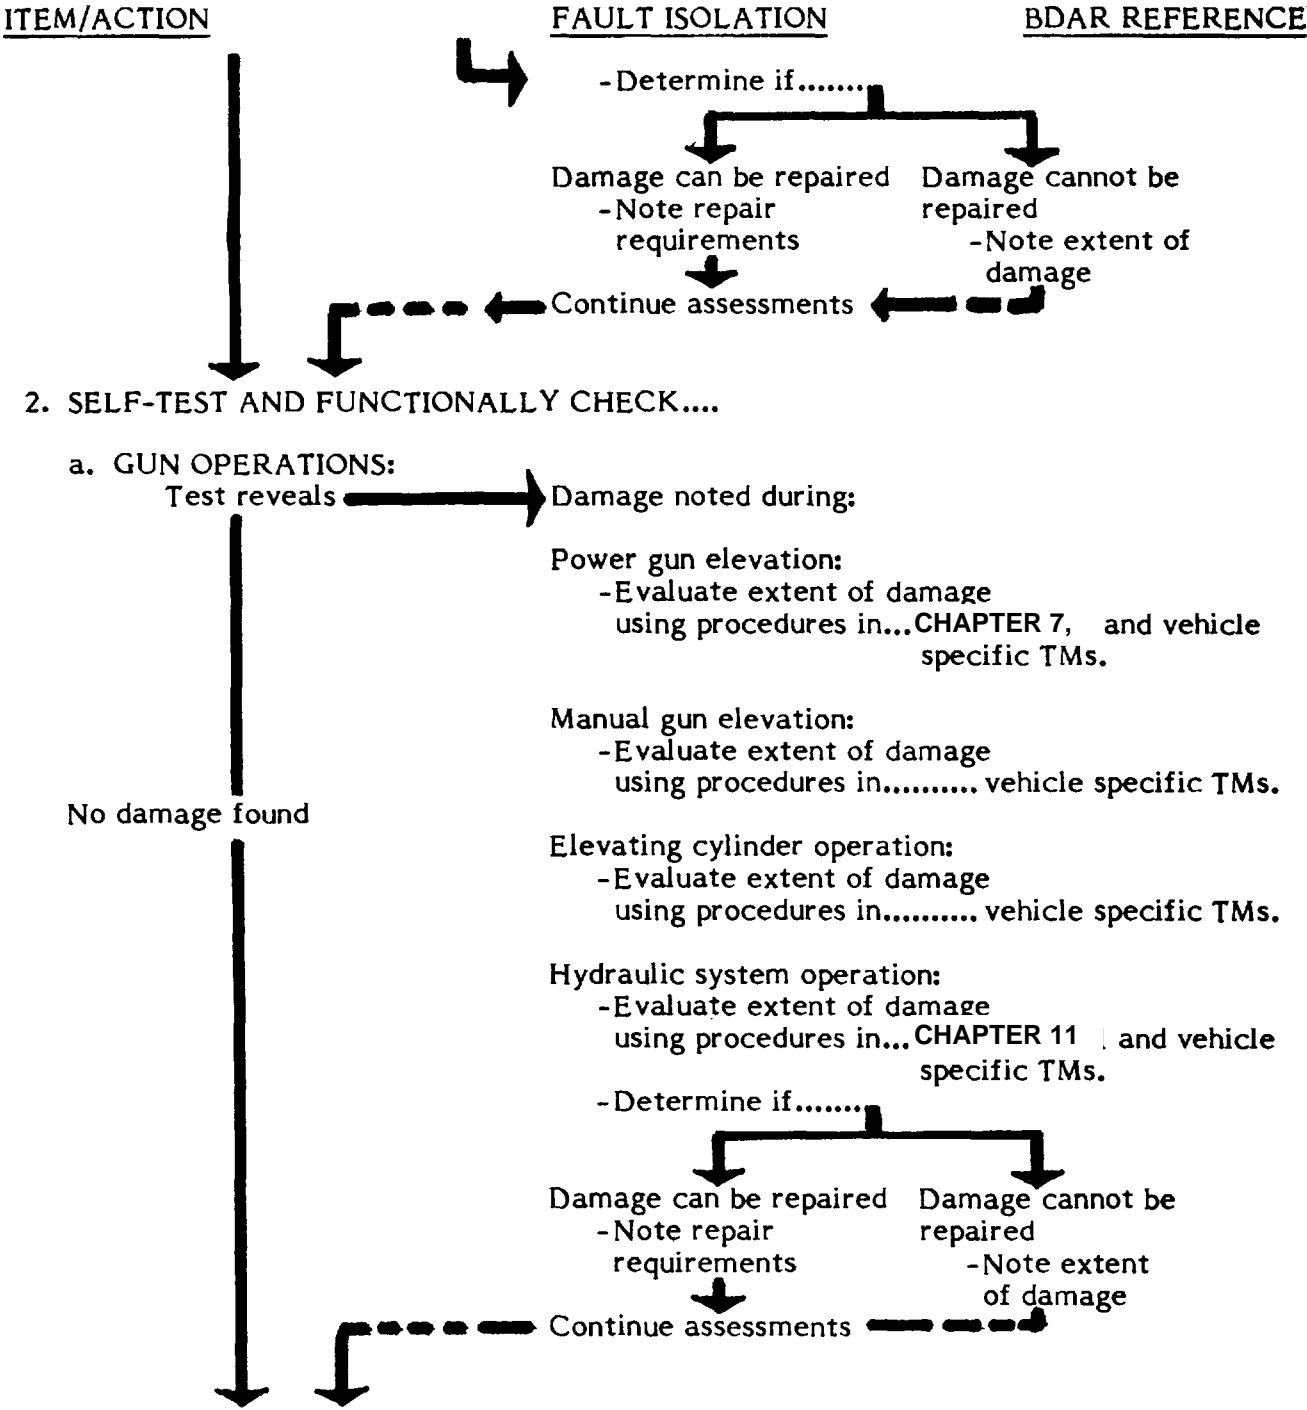 ITEM/ACTION FAULT ISOLATION BDAR REFERENCE
-Determine if........
Damage can be repaired Damage cannot be
-Note repair repaired
requirements -Note extent of
damage
Continue assessments
2. SELF-TEST AND FUNCTIONALLY CHECK....
a. GUN OPERATIONS:
Test reveals Damage noted during:
Power gun elevation:
-Evaluate extent of damage
using procedures in...CHAPTER 7, and vehicle
specific TMs.
Manual gun elevation:
-Evaluate extent of damage
using procedures in.......... vehicle specific TMs.
No damage found
Elevating cylinder operation:
-Evaluate extent of damage
using procedures in.......... vehicle specific TMs.
Hydraulic system operation:
-Evaluate extent of damage
using procedures in... CHAPTER 11 and vehicle
specific TMs.
-Determine if........
Damage can be repaired Damage cannot be
-Note repair repaired
requirements -Note extent
of damage
Continue assessments